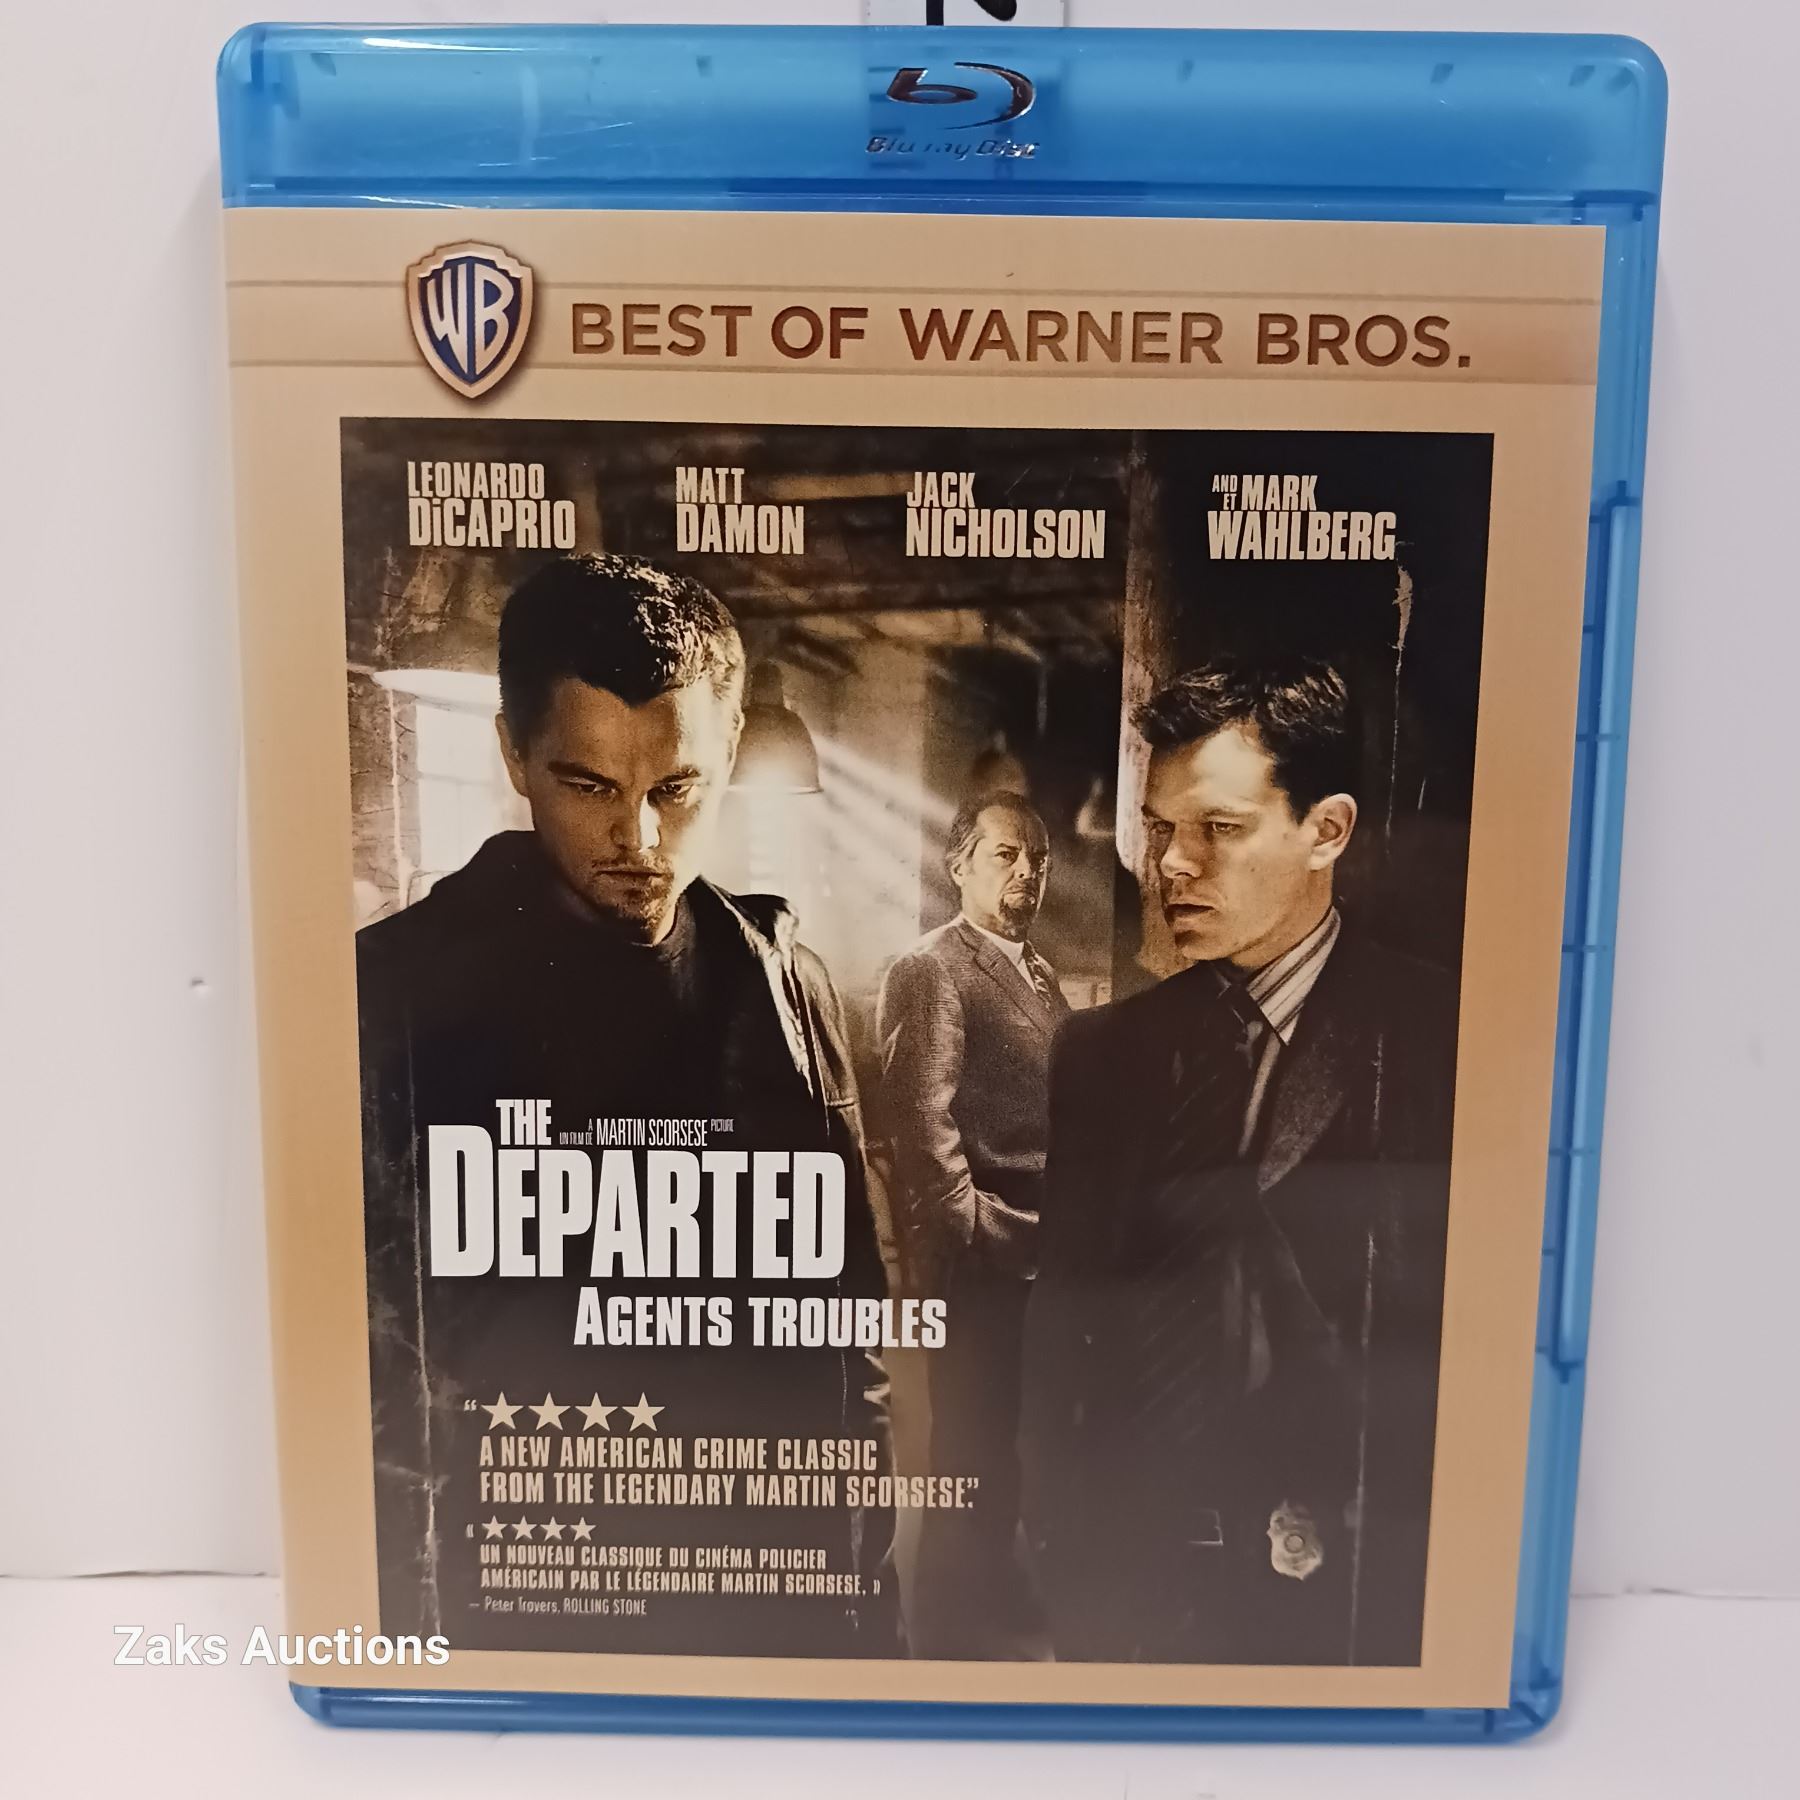 Blu-ray Disc
WB BEST OF WARNER BROS.
LEONARDO DiCAPRIO
MATT DAMON
JACK NICHOLSON
AND ET MARK WAHLBERG
THE
UN FILM DE A MARTIN SCORSESE PICTURE
DEPARTED
AGENTS TROUBLES
“★★★★
A NEW AMERICAN CRIME CLASSIC
FROM THE LEGENDARY MARTIN SCORSESE.”
« ★★★★
UN NOUVEAU CLASSIQUE DU CINÉMA POLICIER
AMÉRICAIN PAR LE LÉGENDAIRE MARTIN SCORSESE. »
– Peter Travers, ROLLING STONE
Zaks Auctions